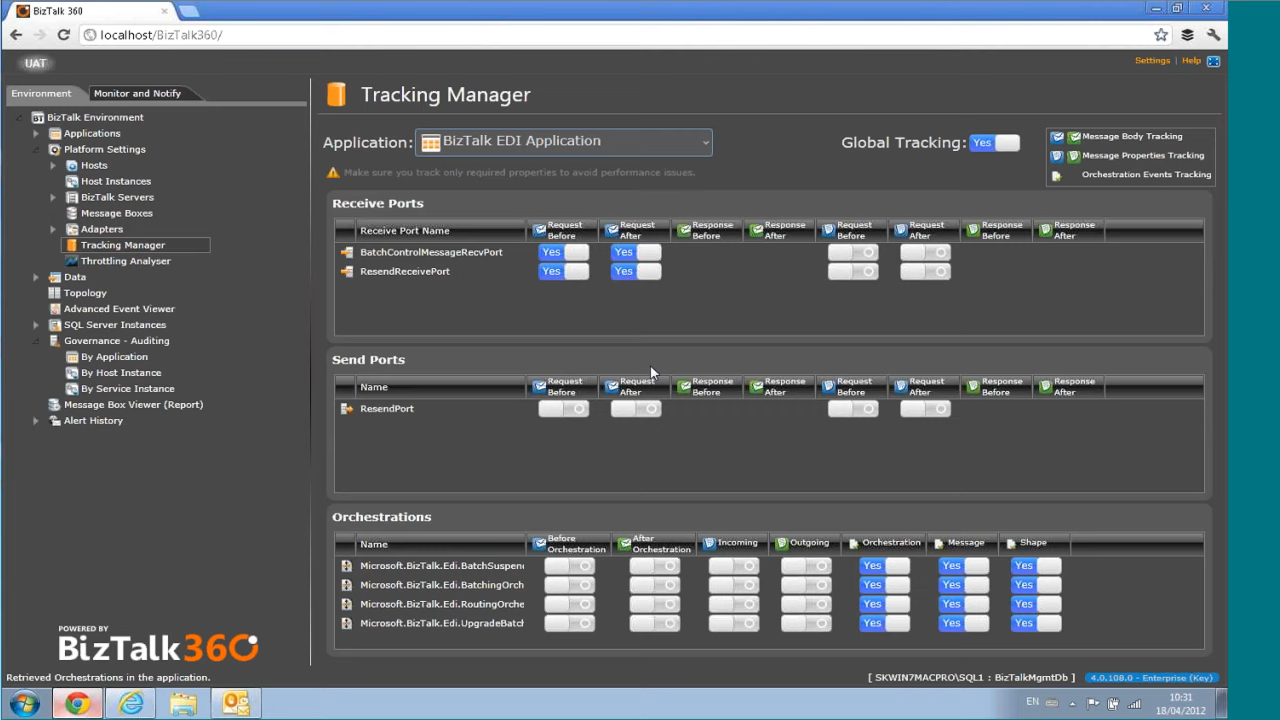 BizTalk 360
localhost/BizTalk360/
UAT
Settings | Help
Environment
Monitor and Notify
BizTalk Environment
Applications
Platform Settings
Hosts
Host Instances
BizTalk Servers
Message Boxes
Adapters
Tracking Manager
Throttling Analyser
Data
Topology
Advanced Event Viewer
SQL Server Instances
Governance - Auditing
By Application
By Host Instance
By Service Instance
Message Box Viewer (Report)
Alert History
POWERED BY
BizTalk360
Tracking Manager
Application: BizTalk EDI Application
Global Tracking: Yes
Message Body Tracking
Message Properties Tracking
Orchestration Events Tracking
Make sure you track only required properties to avoid performance issues.
Receive Ports
Receive Port Name Request Before Request After Response Before Response After Request Before Request After Response Before Response After
BatchControlMessageRecvPort Yes Yes
ResendReceivePort Yes Yes
Send Ports
Name Request Before Request After Response Before Response After Request Before Request After Response Before Response After
ResendPort
Orchestrations
Name Before Orchestration After Orchestration Incoming Outgoing Orchestration Message Shape
Microsoft.BizTalk.Edi.BatchSuspen Yes Yes Yes
Microsoft.BizTalk.Edi.BatchingOrch Yes Yes Yes
Microsoft.BizTalk.Edi.RoutingOrche Yes Yes Yes
Microsoft.BizTalk.Edi.UpgradeBatch Yes Yes Yes
Retrieved Orchestrations in the application.
[ SKWIN7MACPRO\SQL1 : BizTalkMgmtDb ]
4.0.108.0 - Enterprise (Key)
EN
10:31
18/04/2012